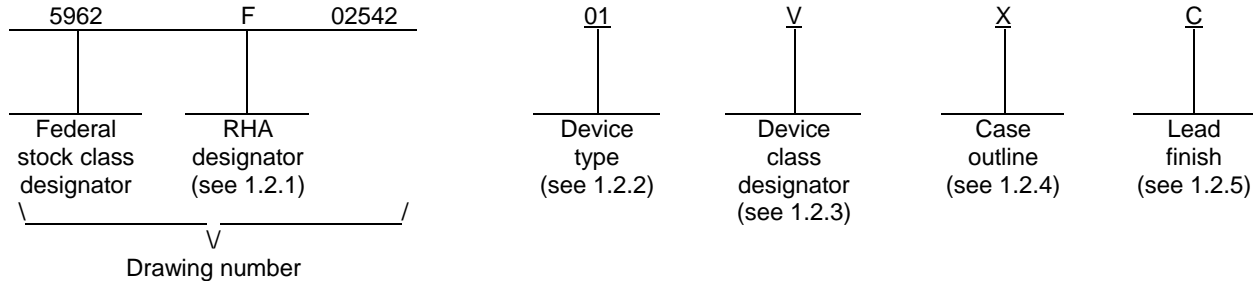 5962 F 02542 01 V X C
Federal stock class designator
RHA designator (see 1.2.1)
Device type (see 1.2.2)
Device class designator (see 1.2.3)
Case outline (see 1.2.4)
Lead finish (see 1.2.5)
Drawing number